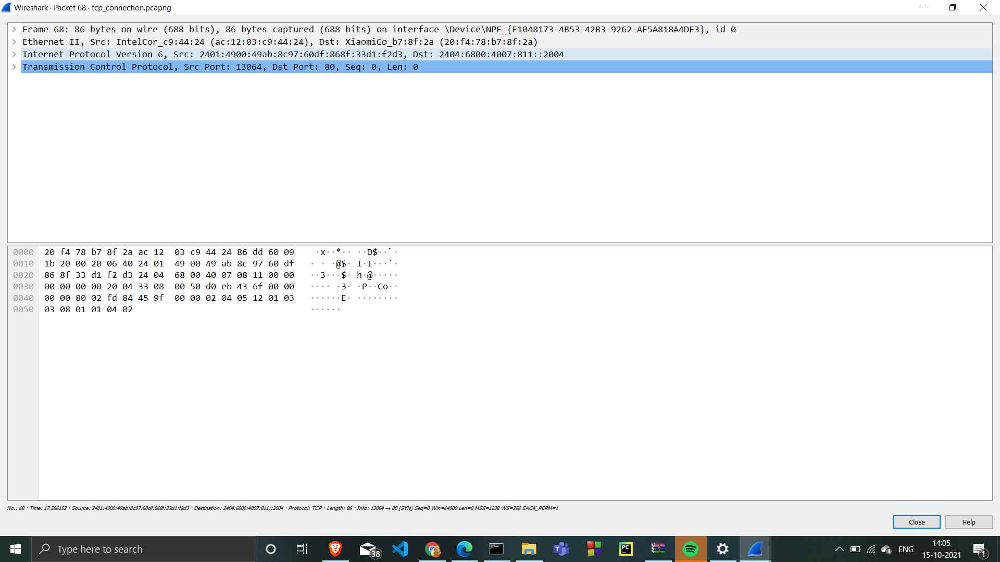 Wireshark · Packet 68 · tcp_connection.pcapng
Frame 68: 86 bytes on wire (688 bits), 86 bytes captured (688 bits) on interface \Device\NPF_{F1048173-4B53-42B3-9262-AF5A818A4DF3}, id 0
Ethernet II, Src: IntelCor_c9:44:24 (ac:12:03:c9:44:24), Dst: XiaomiCo_b7:8f:2a (20:f4:78:b7:8f:2a)
Internet Protocol Version 6, Src: 2401:4900:49ab:8c97:60df:868f:33d1:f2d3, Dst: 2404:6800:4007:811::2004
Transmission Control Protocol, Src Port: 13064, Dst Port: 80, Seq: 0, Len: 0
0000 20 f4 78 b7 8f 2a ac 12 03 c9 44 24 86 dd 60 09 ·x··*·· ··D$··`·
0010 1b 20 00 20 06 40 24 01 49 00 49 ab 8c 97 60 df · · ·@$ I·I···`·
0020 86 8f 33 d1 f2 d3 24 04 68 00 40 07 08 11 00 00 ··3···$ h·@·····
0030 00 00 00 00 20 04 33 08 00 50 d0 eb 43 6f 00 00 ···· ·3· ·P··Co··
0040 00 00 80 02 fd 84 45 9f 00 00 02 04 05 12 01 03 ······E· ········
0050 03 08 01 01 04 02 ······
No.: 68 · Time: 17.586152 · Source: 2401:4900:49ab:8c97:60df:868f:33d1:f2d3 · Destination: 2404:6800:4007:811::2004 · Protocol: TCP · Length: 86 · Info: 13064 → 80 [SYN] Seq=0 Win=64900 Len=0 MSS=1298 WS=256 SACK_PERM=1
Close Help
Type here to search 38 PC ENG 14:05
15-10-2021 1